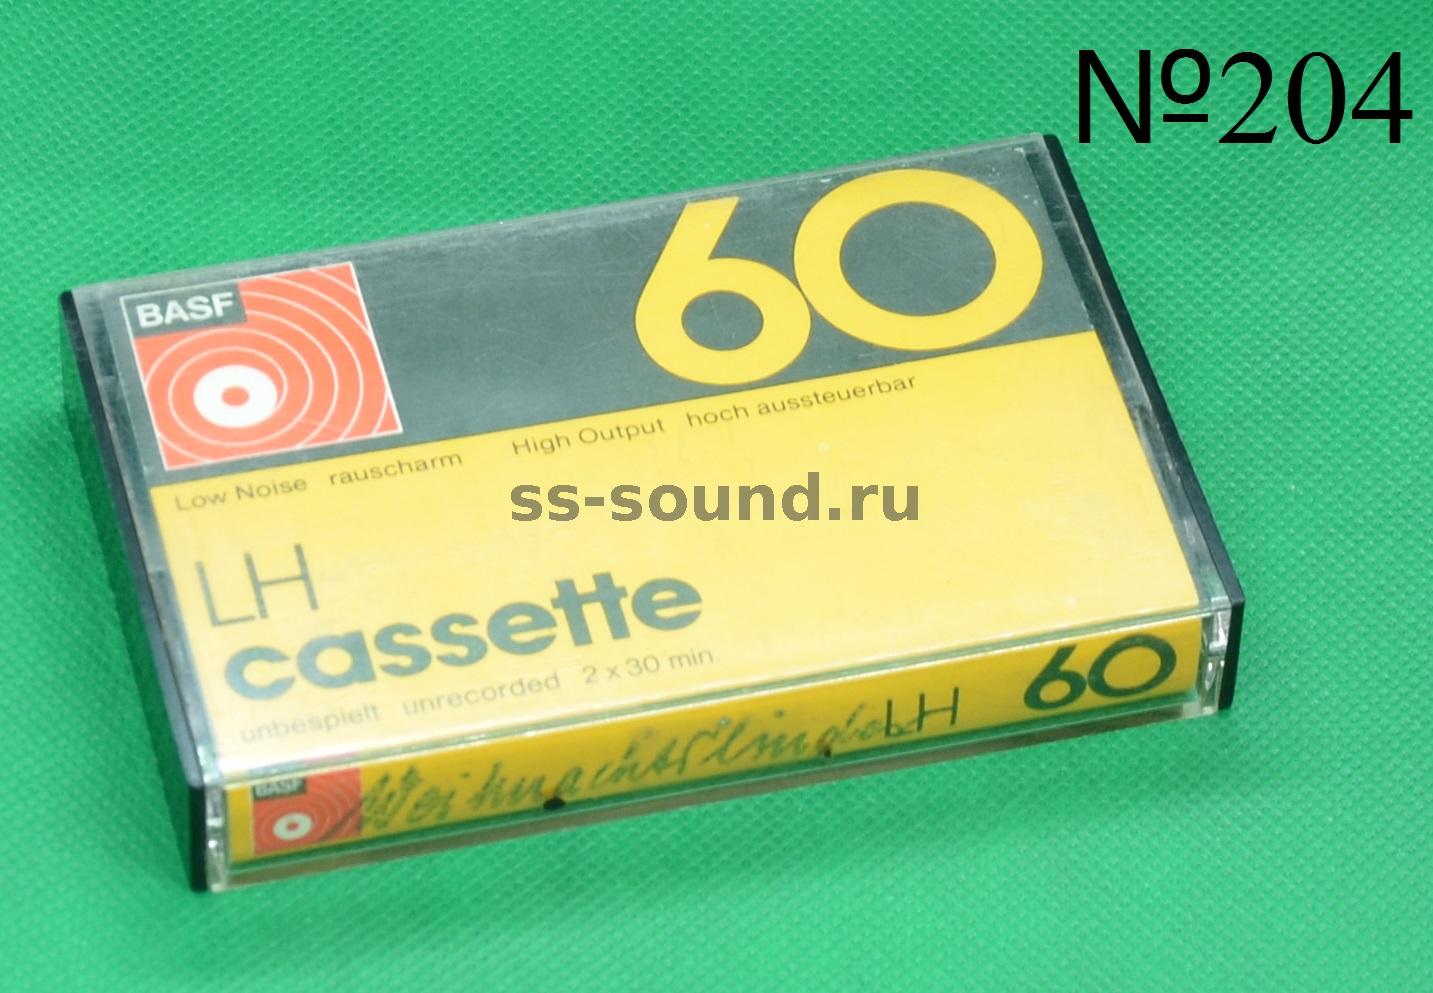 №204
60
BASF
Low Noise rauscharm High Output hoch aussteuerbar
ss-sound.ru
LH
cassette
unbespielt unrecorded 2 x 30 min.
BASF
LH 60